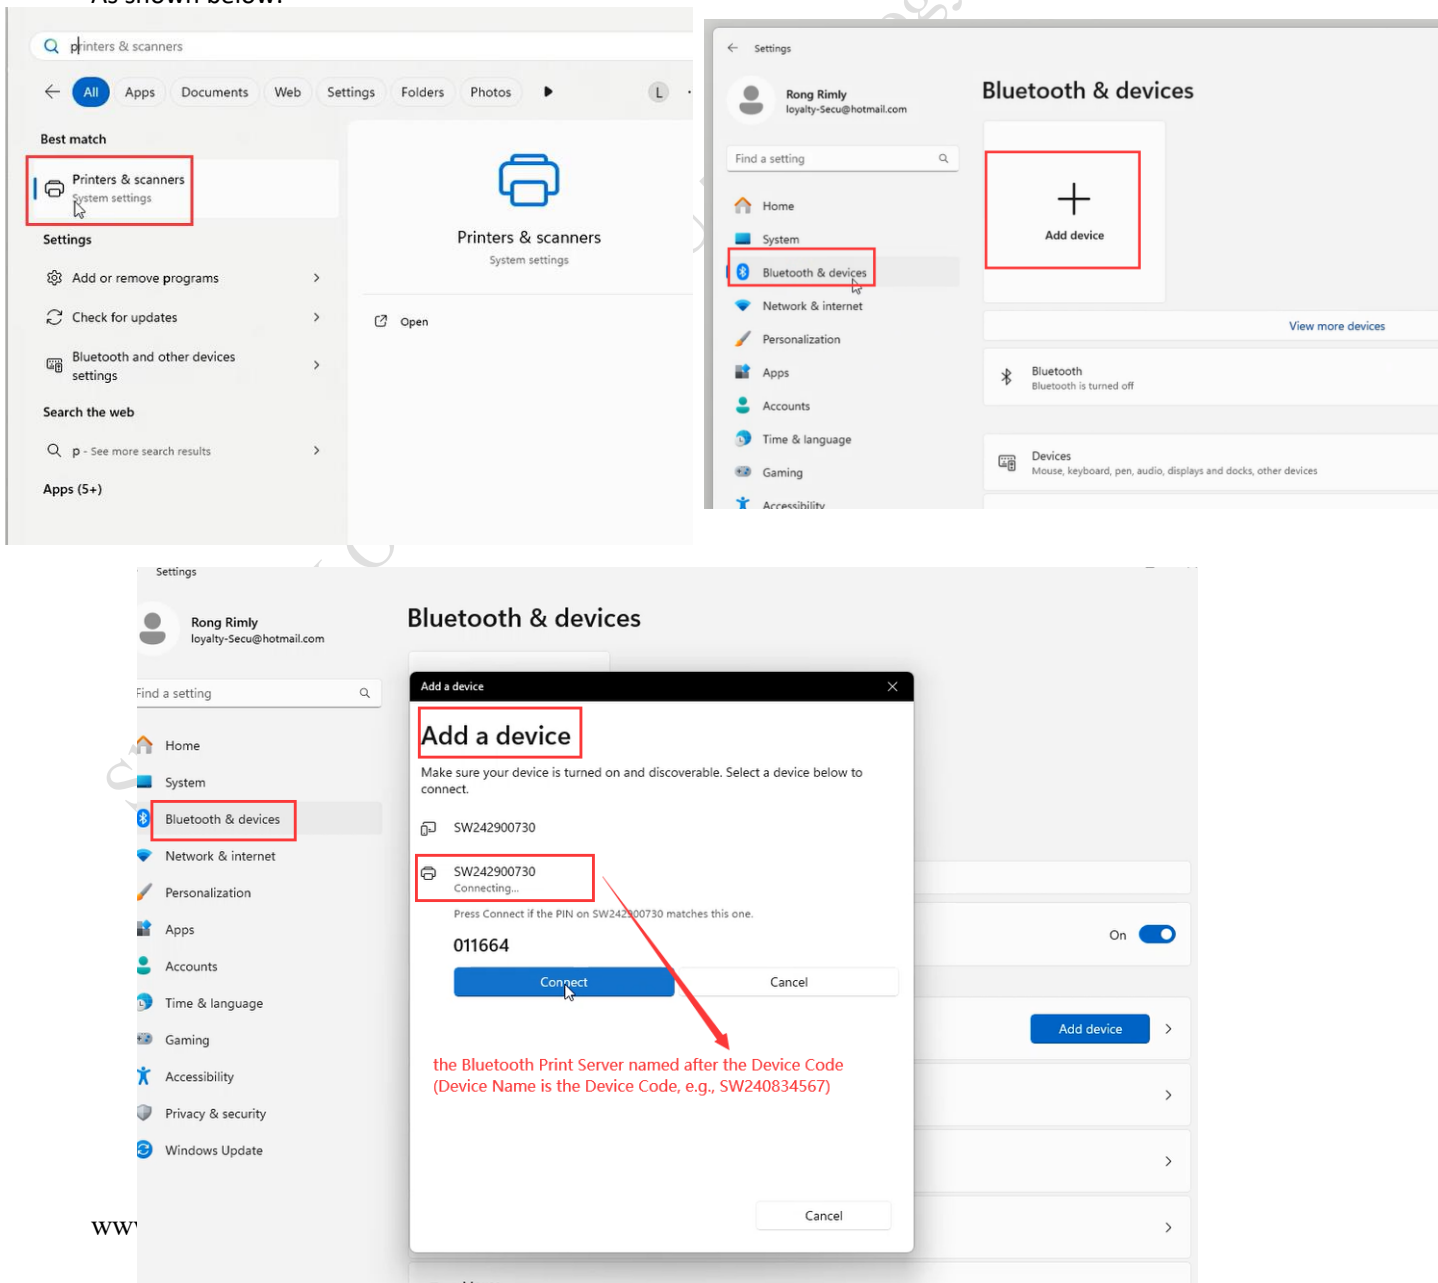 As shown below:
printers & scanners
All Apps Documents Web Settings Folders Photos L
Best match
Printers & scanners
System settings
Settings
Add or remove programs
Check for updates
Bluetooth and other devices
settings
Search the web
p - See more search results
Apps (5+)
Printers & scanners
System settings
Open
Settings
Rong Rimly
loyalty-Secu@hotmail.com
Find a setting
Home
System
Bluetooth & devices
Network & internet
Personalization
Apps
Accounts
Time & language
Gaming
Accessibility
Bluetooth & devices
Add device
View more devices
Bluetooth
Bluetooth is turned off
Devices
Mouse, keyboard, pen, audio, displays and docks, other devices
Settings
Rong Rimly
loyalty-Secu@hotmail.com
Find a setting
Home
System
Bluetooth & devices
Network & internet
Personalization
Apps
Accounts
Time & language
Gaming
Accessibility
Privacy & security
Windows Update
Bluetooth & devices
Add a device
Add a device
Make sure your device is turned on and discoverable. Select a device below to
connect.
SW242900730
SW242900730
Connecting...
Press Connect if the PIN on SW242900730 matches this one.
011664
Connect Cancel
the Bluetooth Print Server named after the Device Code
(Device Name is the Device Code, e.g., SW240834567)
Cancel
On
Add device
www